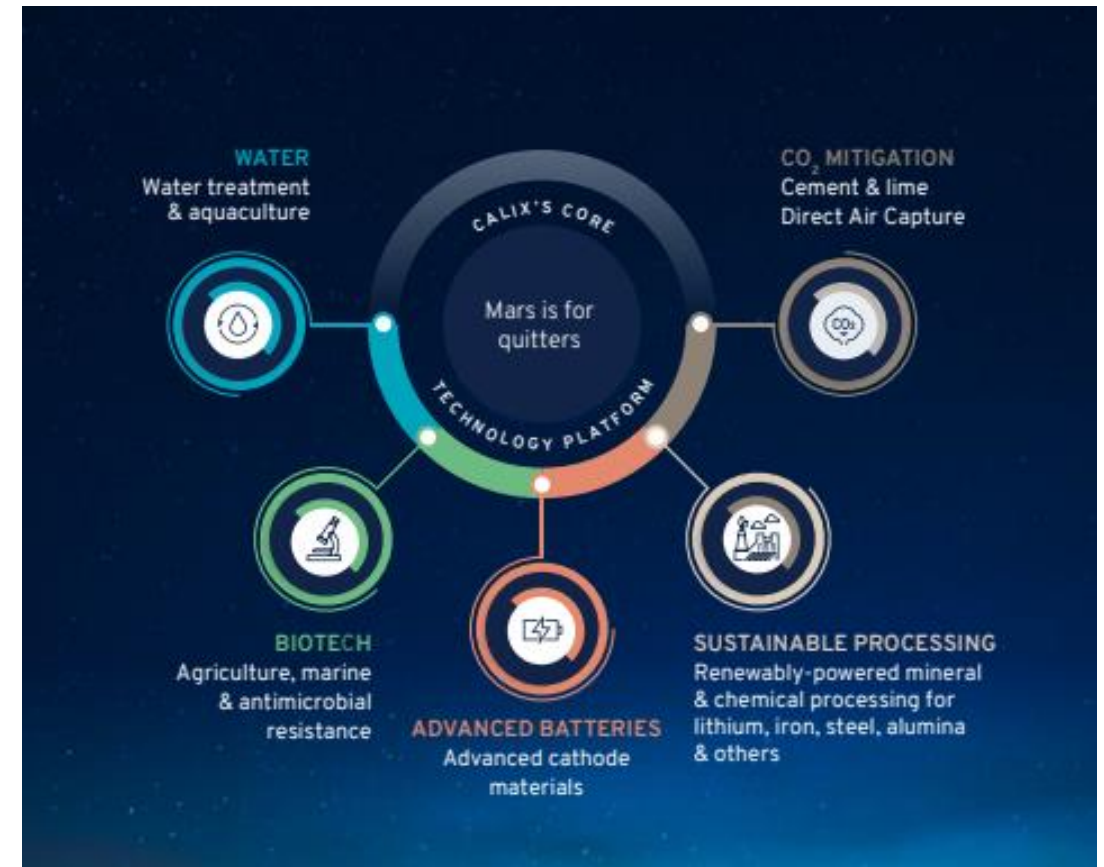 WATER
Water treatment
& aquaculture
CO₂ MITIGATION
Cement & lime
Direct Air Capture
CALIX'S CORE
Mars is for
quitters
TECHNOLOGY PLATFORM
CO₂
BIOTECH
Agriculture, marine
& antimicrobial
resistance
ADVANCED BATTERIES
Advanced cathode
materials
SUSTAINABLE PROCESSING
Renewably-powered mineral
& chemical processing for
lithium, iron, steel, alumina
& others